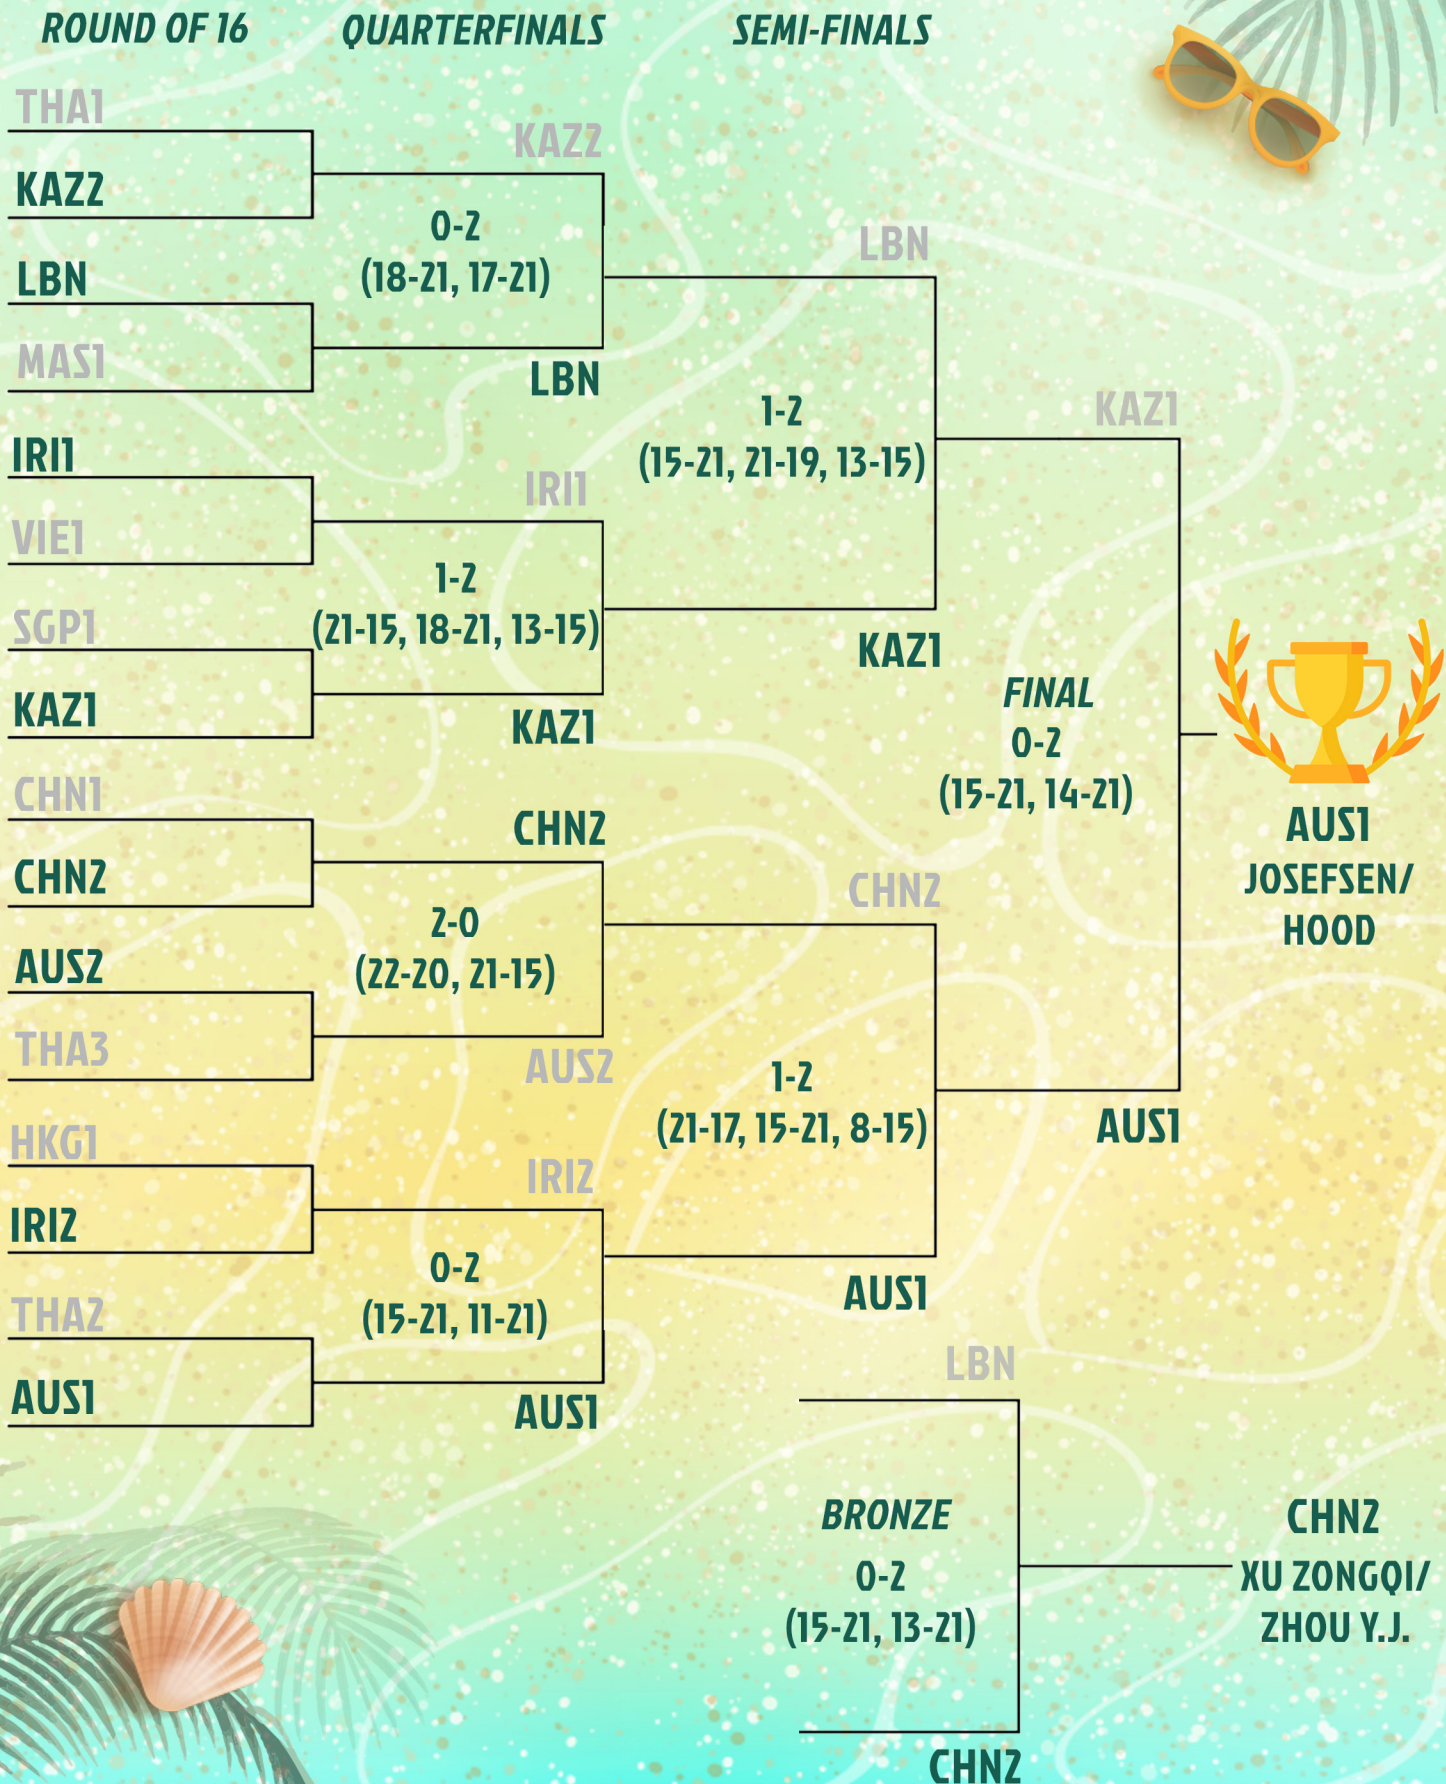 ROUND OF 16
QUARTERFINALS
SEMI-FINALS
THA1
KAZ2
LBN
MAS1
IRI1
VIE1
SGP1
KAZ1
CHN1
CHN2
AUS2
THA3
HKG1
IRI2
THA2
AUS1
KAZ2
0-2
(18-21, 17-21)
LBN
IRI1
1-2
(21-15, 18-21, 13-15)
KAZ1
CHN2
2-0
(22-20, 21-15)
AUS2
IRI2
0-2
(15-21, 11-21)
AUS1
LBN
1-2
(15-21, 21-19, 13-15)
KAZ1
CHN2
1-2
(21-17, 15-21, 8-15)
AUS1
KAZ1
FINAL
0-2
(15-21, 14-21)
AUS1
AUS1
JOSEFSEN/
HOOD
LBN
BRONZE
0-2
(15-21, 13-21)
CHN2
CHN2
XU ZONGQI/
ZHOU Y.J.